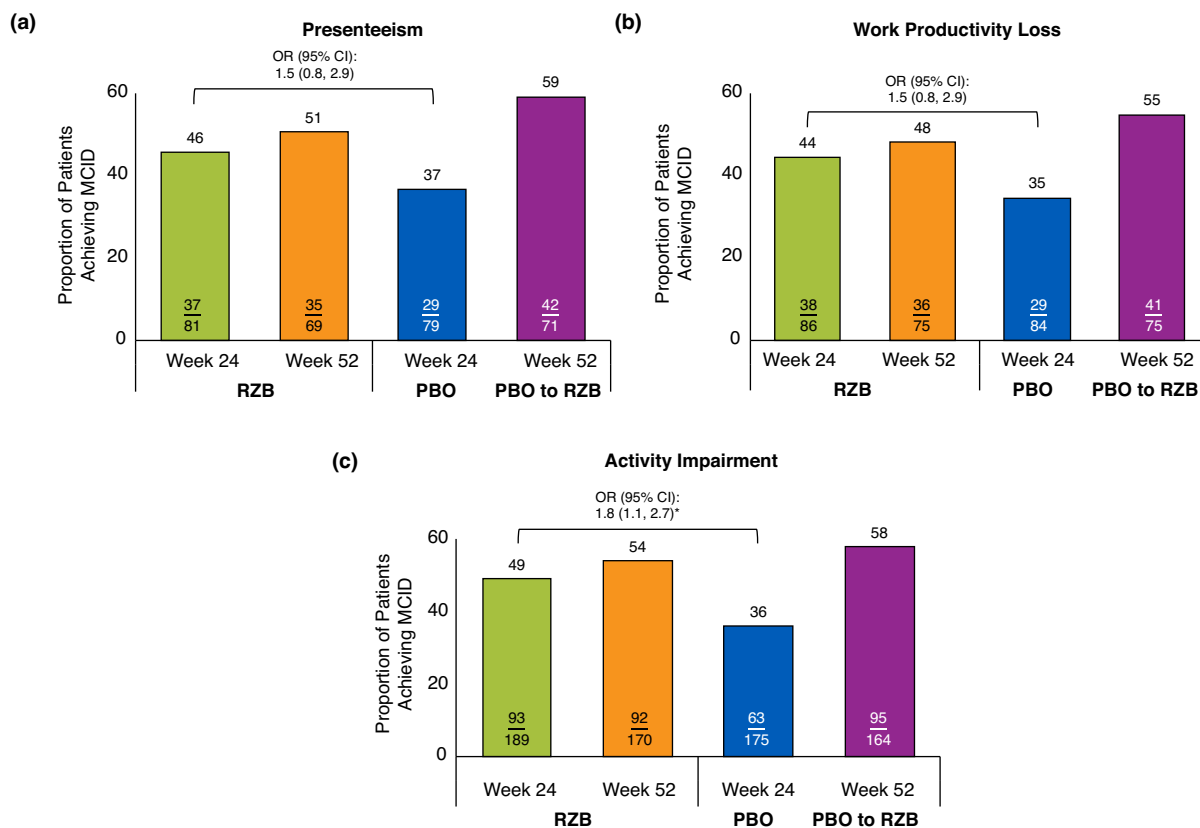 (a)
Presenteeism
OR (95% CI):
1.5 (0.8, 2.9)
Proportion of Patients
Achieving MCID
60
40
20
0
46
51
37
59
37
81
35
69
29
79
42
71
Week 24
Week 52
Week 24
Week 52
RZB
PBO
PBO to RZB
(b)
Work Productivity Loss
OR (95% CI):
1.5 (0.8, 2.9)
Proportion of Patients
Achieving MCID
60
40
20
0
44
48
35
55
38
86
36
75
29
84
41
75
Week 24
Week 52
Week 24
Week 52
RZB
PBO
PBO to RZB
(c)
Activity Impairment
OR (95% CI):
1.8 (1.1, 2.7)*
Proportion of Patients
Achieving MCID
60
40
20
0
49
54
36
58
93
189
92
170
63
175
95
164
Week 24
Week 52
Week 24
Week 52
RZB
PBO
PBO to RZB